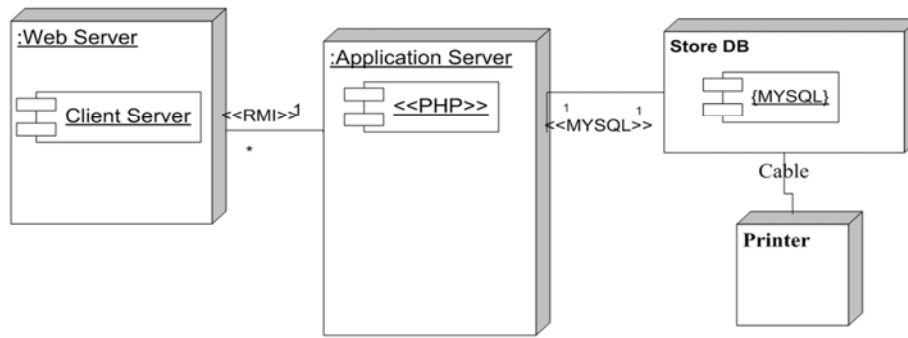 :Web Server
Client Server
<<RMI>>
1
*
:Application Server
<<PHP>>
1
1
<<MYSQL>>
Store DB
{MYSQL}
Cable
Printer